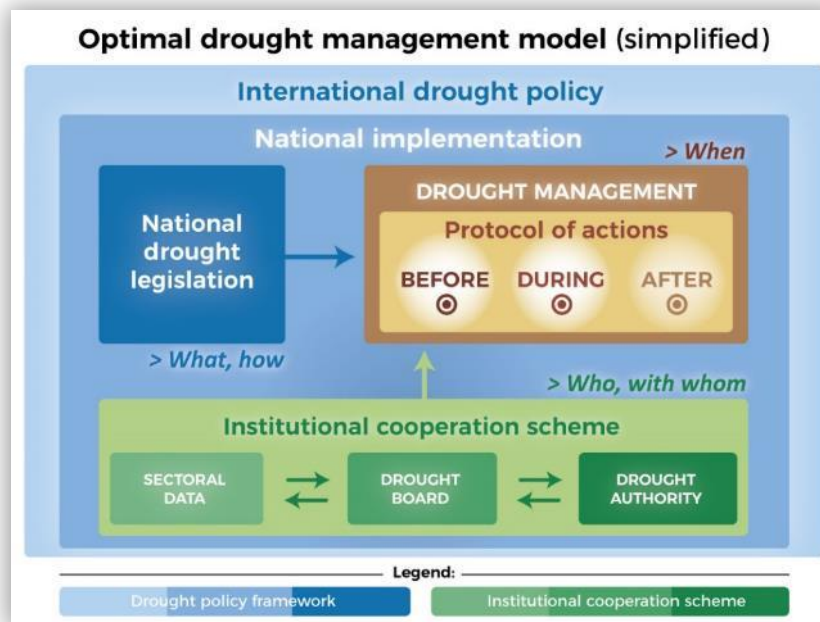 Optimal drought management model (simplified)
International drought policy
National implementation
> When
National
drought
legislation
DROUGHT MANAGEMENT
Protocol of actions
BEFORE
DURING
AFTER
> What, how
> Who, with whom
Institutional cooperation scheme
SECTORAL
DATA
DROUGHT
BOARD
DROUGHT
AUTHORITY
Legend:
Drought policy framework
Institutional cooperation scheme